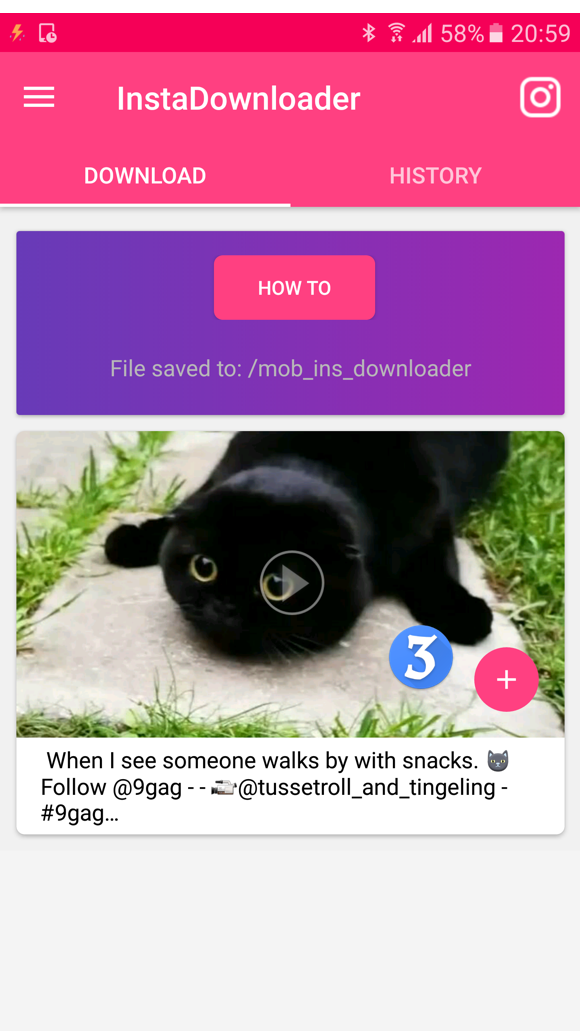 58% 20:59
InstaDownloader
DOWNLOAD HISTORY
HOW TO
File saved to: /mob_ins_downloader
3
+
When I see someone walks by with snacks. 🐱
Follow @9gag - - 🎥@tussetroll_and_tingeling -
#9gag...